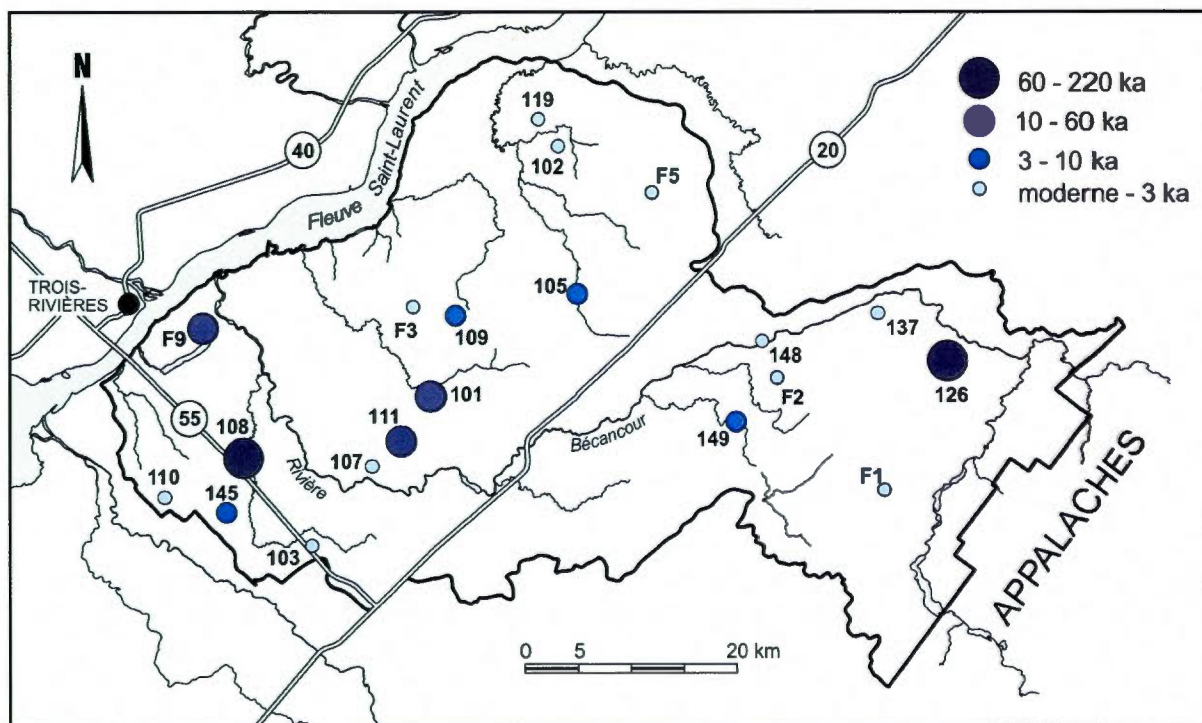 N
40
Fleuve Saint-Laurent
119
102
F5
20
60 - 220 ka
10 - 60 ka
3 - 10 ka
moderne - 3 ka
TROIS-
RIVIÈRES
F9
F3
109
105
137
148
126
F2
101
111
149
Bécancour
55
108
107
Rivière
110
145
103
F1
APPALACHES
0 5 20 km